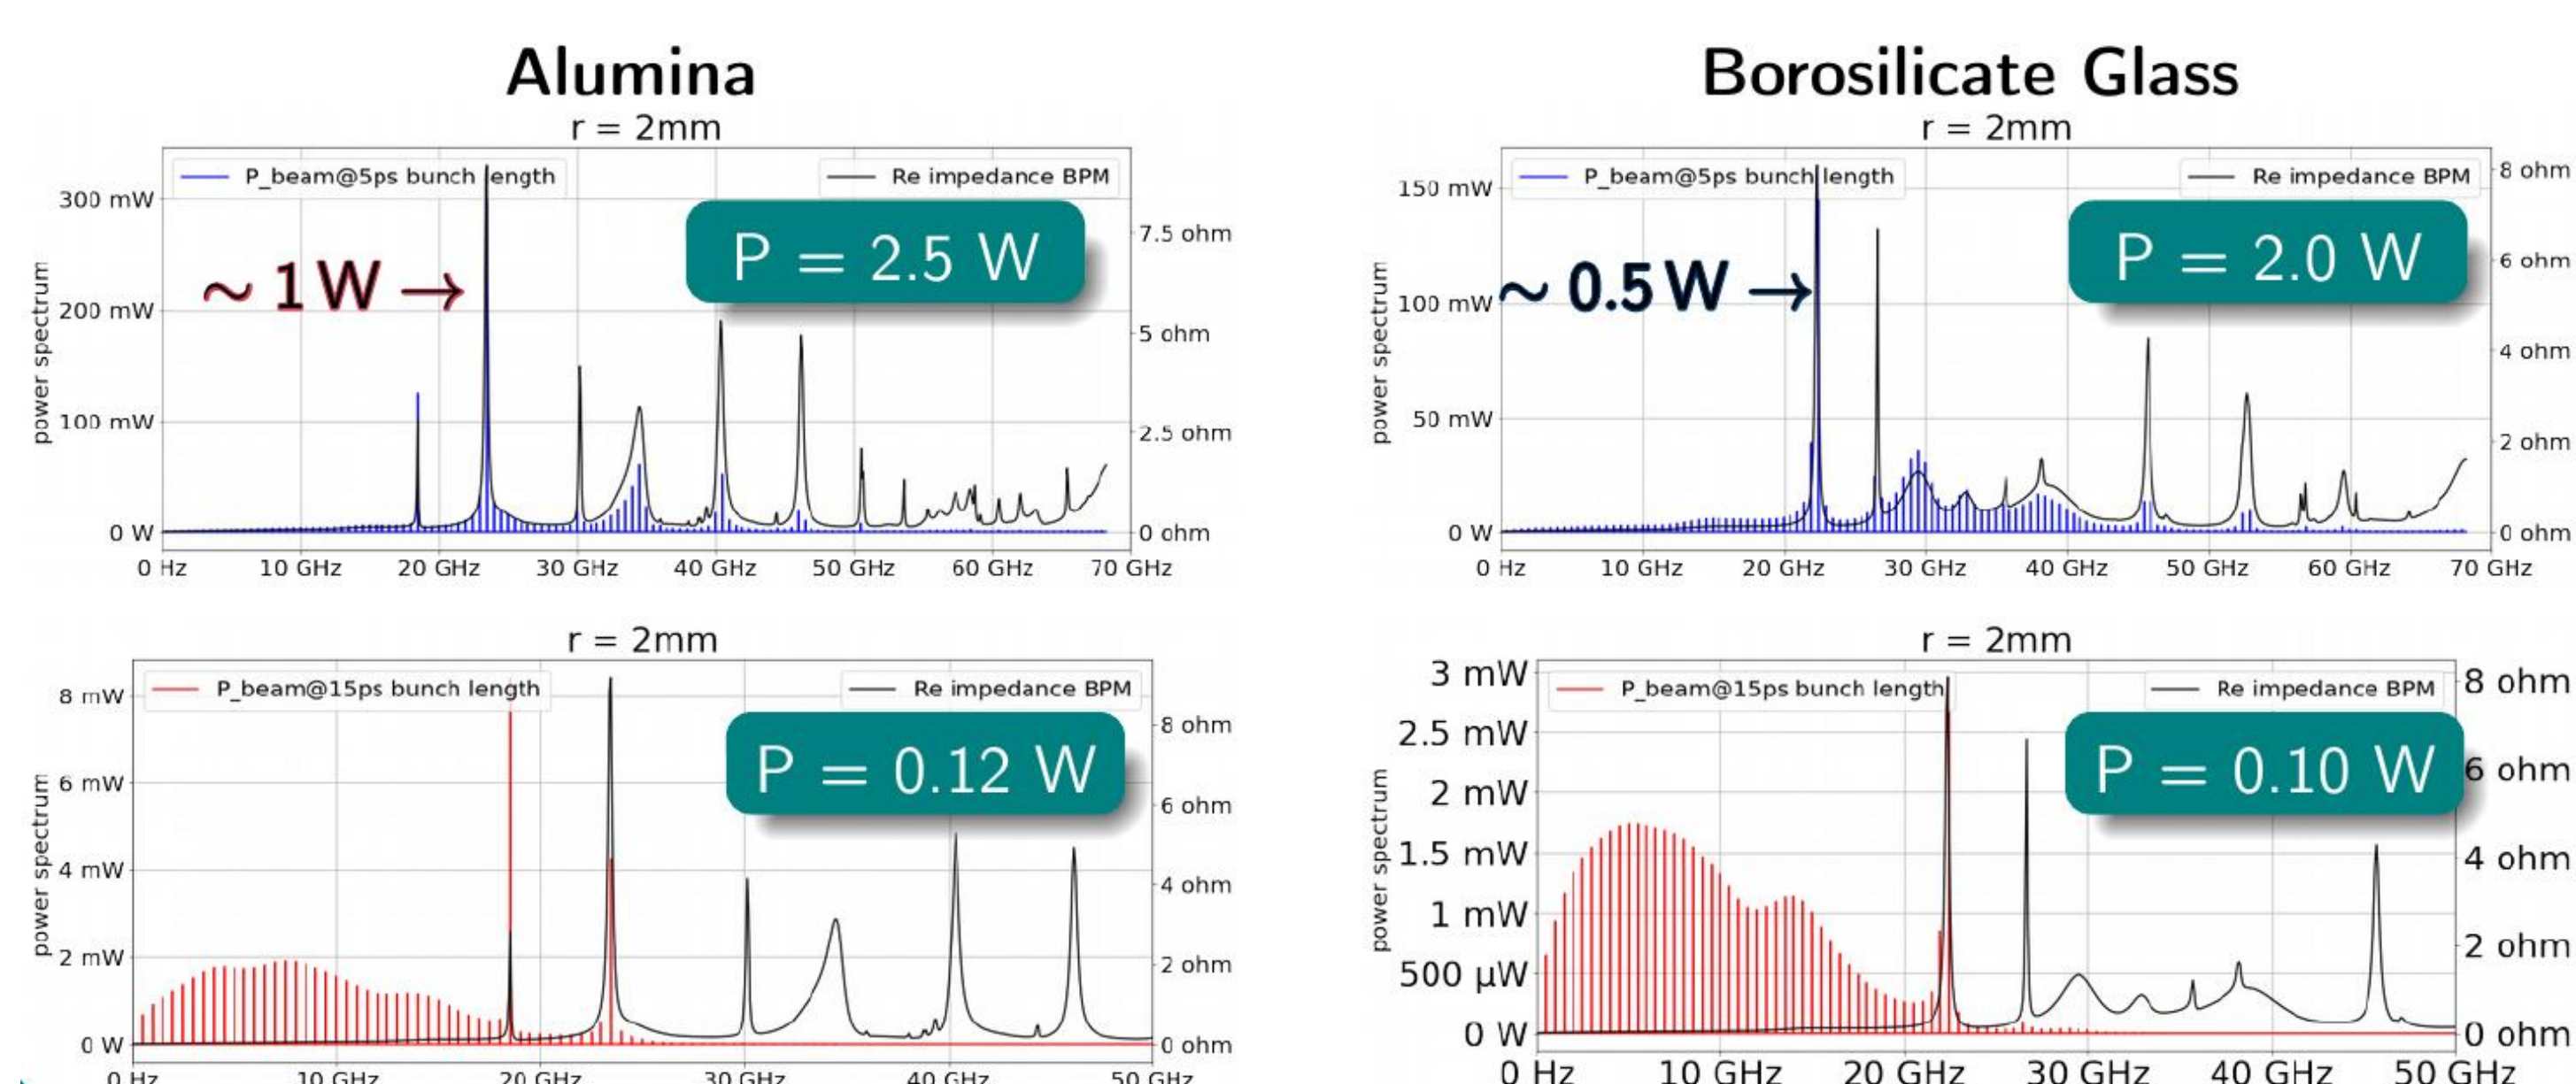 Alumina
r = 2mm
P_beam@5ps bunch length
Re impedance BPM
300 mW
200 mW
100 mW
0 W
power spectrum
7.5 ohm
5 ohm
2.5 ohm
0 ohm
~ 1 W →
P = 2.5 W
0 Hz 10 GHz 20 GHz 30 GHz 40 GHz 50 GHz 60 GHz 70 GHz
Borosilicate Glass
r = 2mm
P_beam@5ps bunch length
Re impedance BPM
150 mW
100 mW
50 mW
0 W
power spectrum
8 ohm
6 ohm
4 ohm
2 ohm
0 ohm
~ 0.5 W →
P = 2.0 W
0 Hz 10 GHz 20 GHz 30 GHz 40 GHz 50 GHz 60 GHz 70 GHz
r = 2mm
P_beam@15ps bunch length
Re impedance BPM
8 mW
6 mW
4 mW
2 mW
0 W
power spectrum
8 ohm
6 ohm
4 ohm
2 ohm
0 ohm
P = 0.12 W
0 Hz 10 GHz 20 GHz 30 GHz 40 GHz 50 GHz
r = 2mm
P_beam@15ps bunch length
Re impedance BPM
3 mW
2.5 mW
2 mW
1.5 mW
1 mW
500 μW
0 W
power spectrum
8 ohm
6 ohm
4 ohm
2 ohm
0 ohm
P = 0.10 W
0 Hz 10 GHz 20 GHz 30 GHz 40 GHz 50 GHz